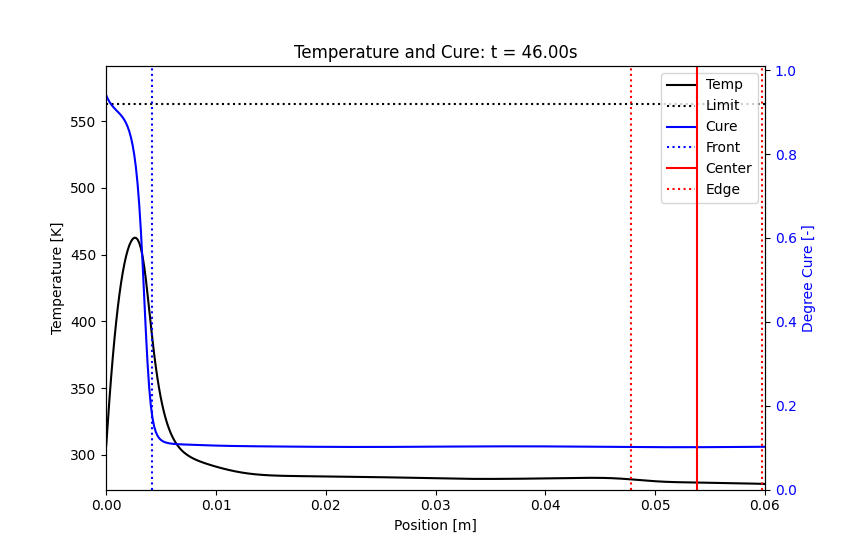 Temperature and Cure: t = 46.00s
Temp
Limit
Cure
Front
Center
Edge
Temperature [K]
550
500
450
400
350
300
Degree Cure [-]
1.0
0.8
0.6
0.4
0.2
0.0
0.00 0.01 0.02 0.03 0.04 0.05 0.06
Position [m]